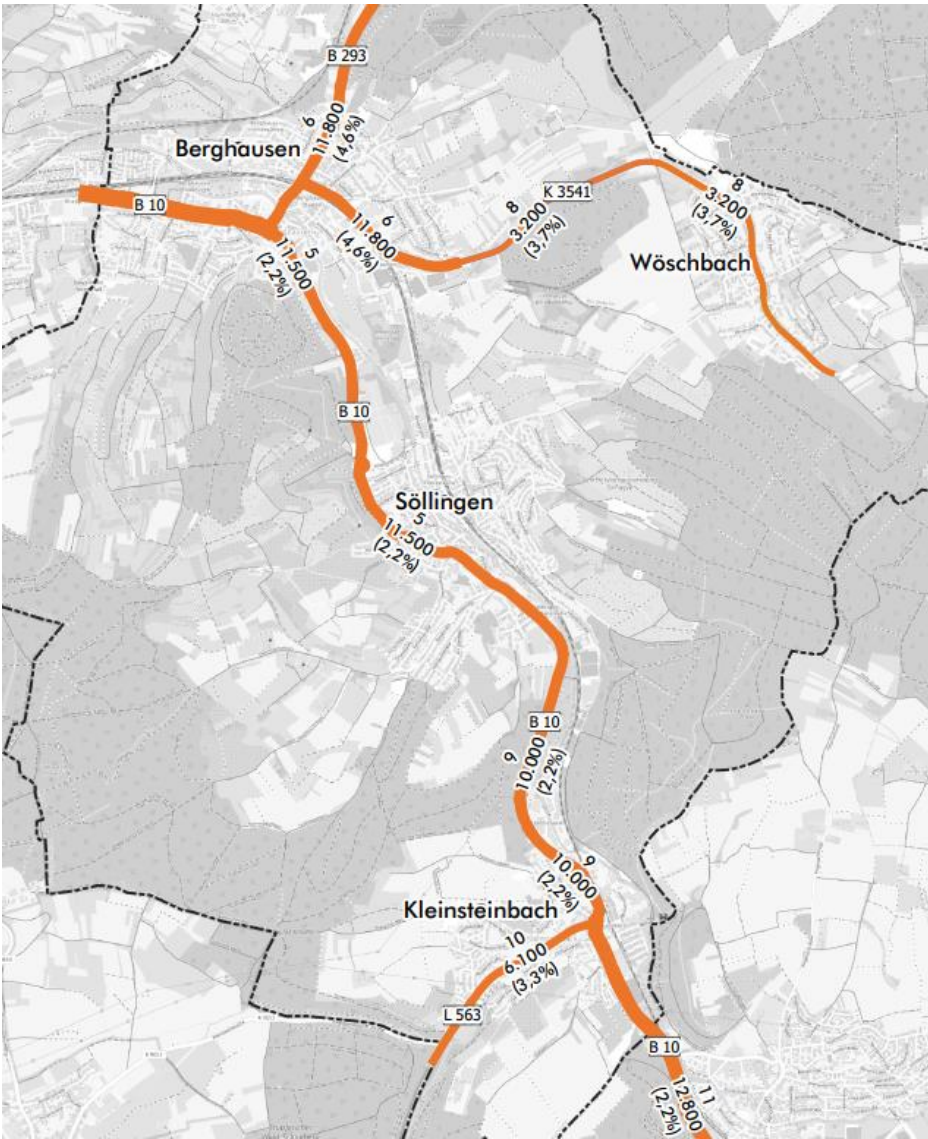 B 293
6
11.800
(4,6%)
Berghausen
B 10
6
11.800
(4,6%)
8
3.200
(3,7%)
K 3541
8
3.200
(3,7%)
Wöschbach
5
11.500
(2,2%)
B 10
Söllingen
5
11.500
(2,2%)
B 10
9
10.000
(2,2%)
9
10.000
(2,2%)
Kleinsteinbach
10
6.100
(3,3%)
L 563
B 10
11
12.800
(2,2%)